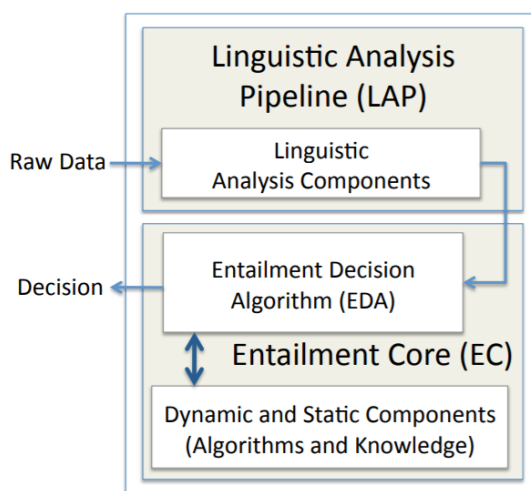 Linguistic Analysis
Pipeline (LAP)
Raw Data
Linguistic
Analysis Components
Decision
Entailment Decision
Algorithm (EDA)
Entailment Core (EC)
Dynamic and Static Components
(Algorithms and Knowledge)